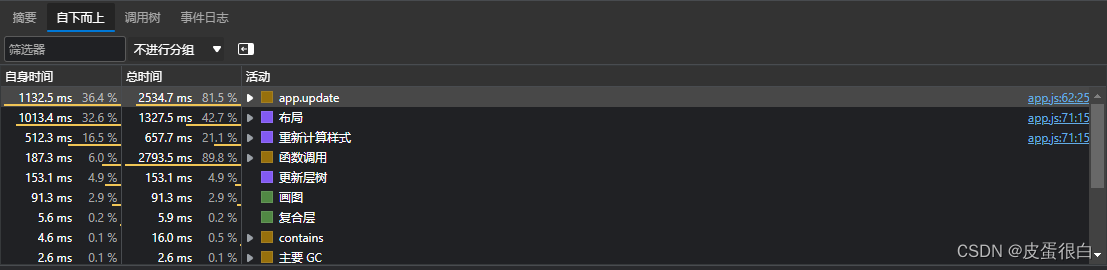 摘要 自下而上 调用树 事件日志
筛选器 不进行分组
自身时间 总时间 活动
1132.5 ms 36.4 % 2534.7 ms 81.5 % app.update app.js:62:25
1013.4 ms 32.6 % 1327.5 ms 42.7 % 布局 app.js:71:15
512.3 ms 16.5 % 657.7 ms 21.1 % 重新计算样式 app.js:71:15
187.3 ms 6.0 % 2793.5 ms 89.8 % 函数调用
153.1 ms 4.9 % 153.1 ms 4.9 % 更新层树
91.3 ms 2.9 % 91.3 ms 2.9 % 画图
5.6 ms 0.2 % 5.9 ms 0.2 % 复合层
4.6 ms 0.1 % 16.0 ms 0.5 % contains
2.6 ms 0.1 % 2.6 ms 0.1 % 主要 GC
CSDN @皮蛋很白